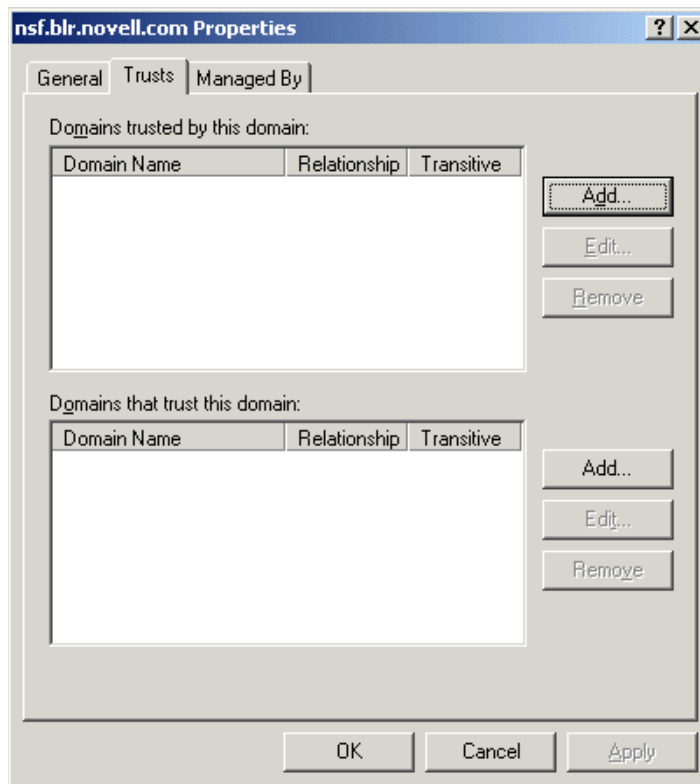 nsf.blr.novell.com Properties ? X
General Trusts Managed By
Domains trusted by this domain:
Domain Name Relationship Transitive
Add...
Edit...
Remove
Domains that trust this domain:
Domain Name Relationship Transitive
Add...
Edit...
Remove
OK Cancel Apply